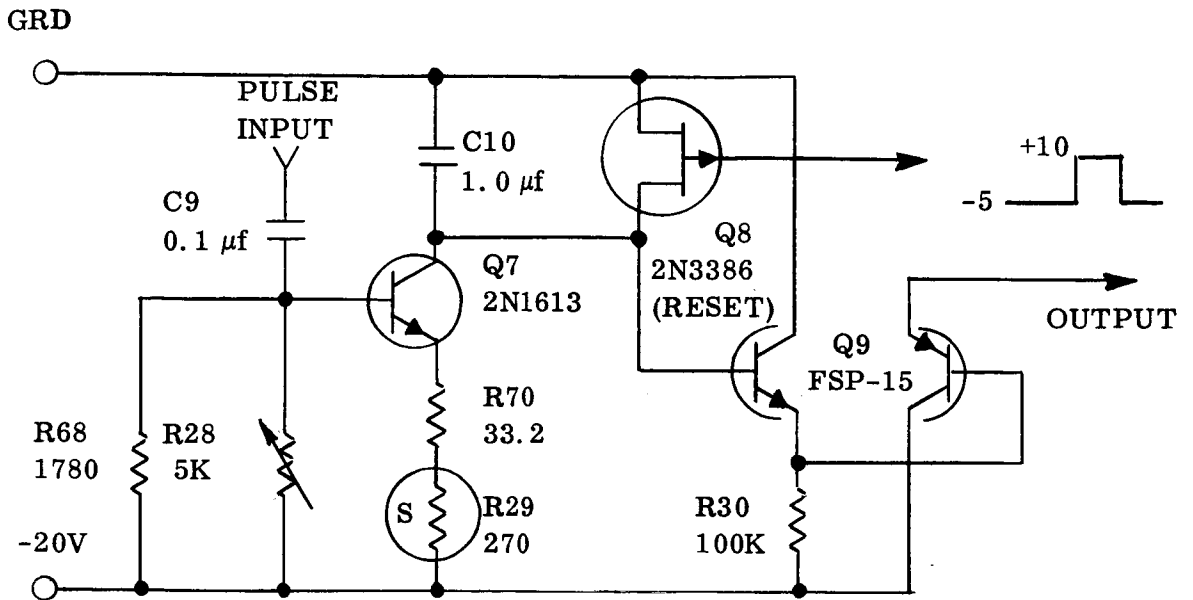 GRD
PULSE
INPUT
C10
1.0 µf
+10
-5
C9
0.1 µf
Q7
2N1613
Q8
2N3386
(RESET)
OUTPUT
Q9
FSP-15
R70
33.2
R68
1780
R28
5K
S
R29
270
R30
100K
-20V